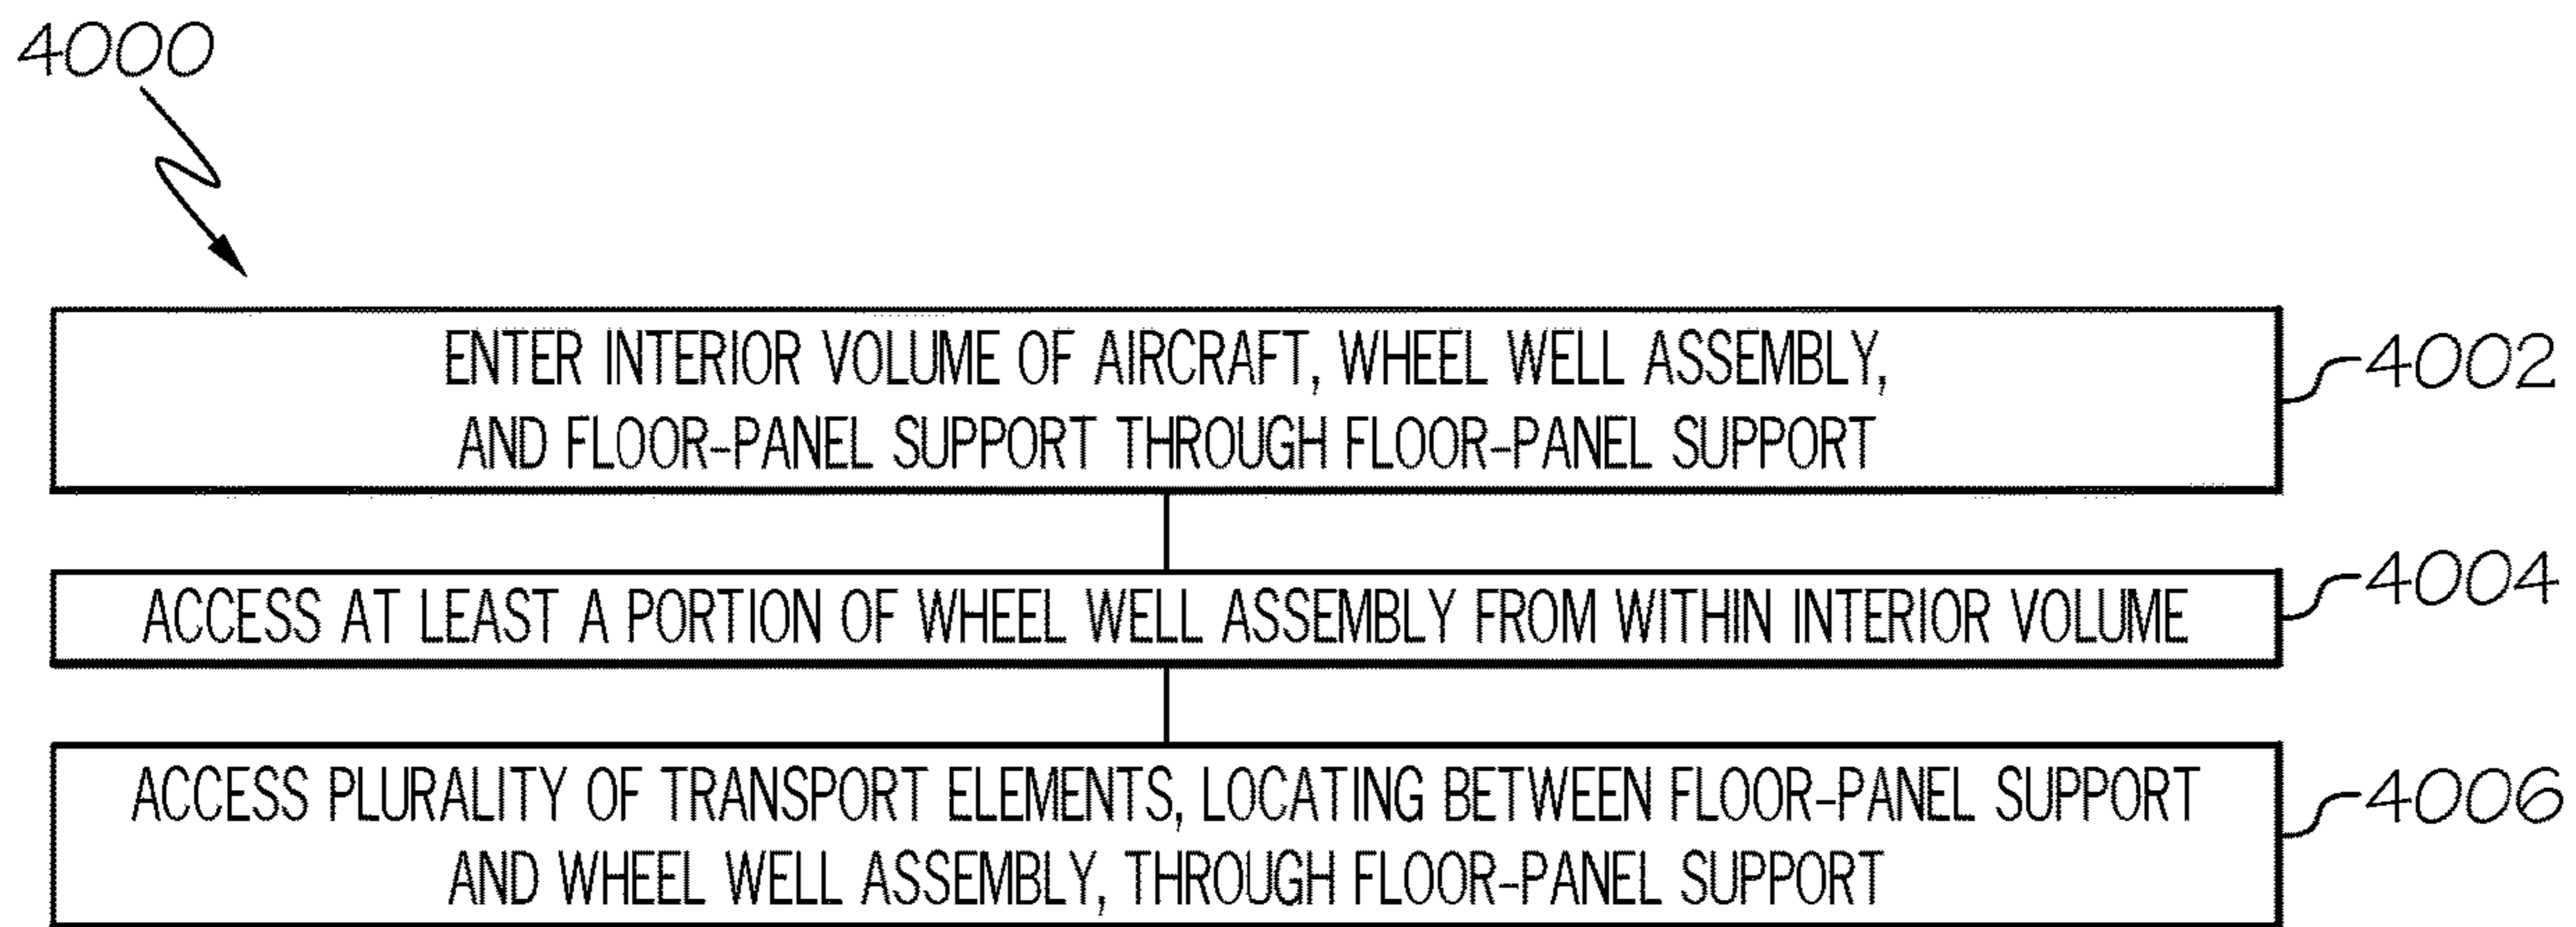 4000
ENTER INTERIOR VOLUME OF AIRCRAFT, WHEEL WELL ASSEMBLY,
AND FLOOR-PANEL SUPPORT THROUGH FLOOR-PANEL SUPPORT
4002
ACCESS AT LEAST A PORTION OF WHEEL WELL ASSEMBLY FROM WITHIN INTERIOR VOLUME
4004
ACCESS PLURALITY OF TRANSPORT ELEMENTS, LOCATING BETWEEN FLOOR-PANEL SUPPORT
AND WHEEL WELL ASSEMBLY, THROUGH FLOOR-PANEL SUPPORT
4006